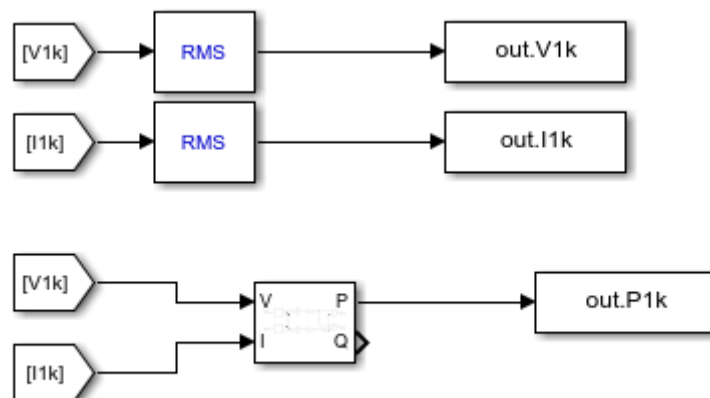 [V1k] RMS out.V1k
[I1k] RMS out.I1k
[V1k] V P out.P1k
[I1k] I Q